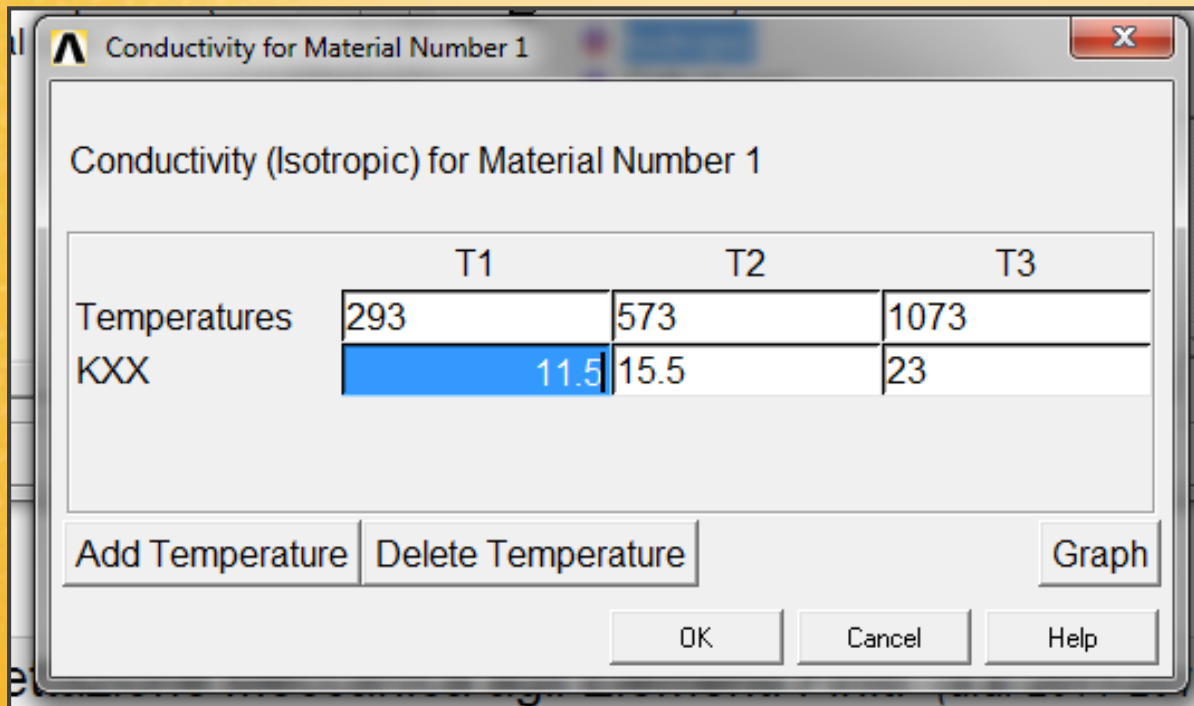 Conductivity for Material Number 1
Conductivity (Isotropic) for Material Number 1
T1 T2 T3
Temperatures 293 573 1073
KXX 11.5 15.5 23
Add Temperature Delete Temperature Graph
OK Cancel Help